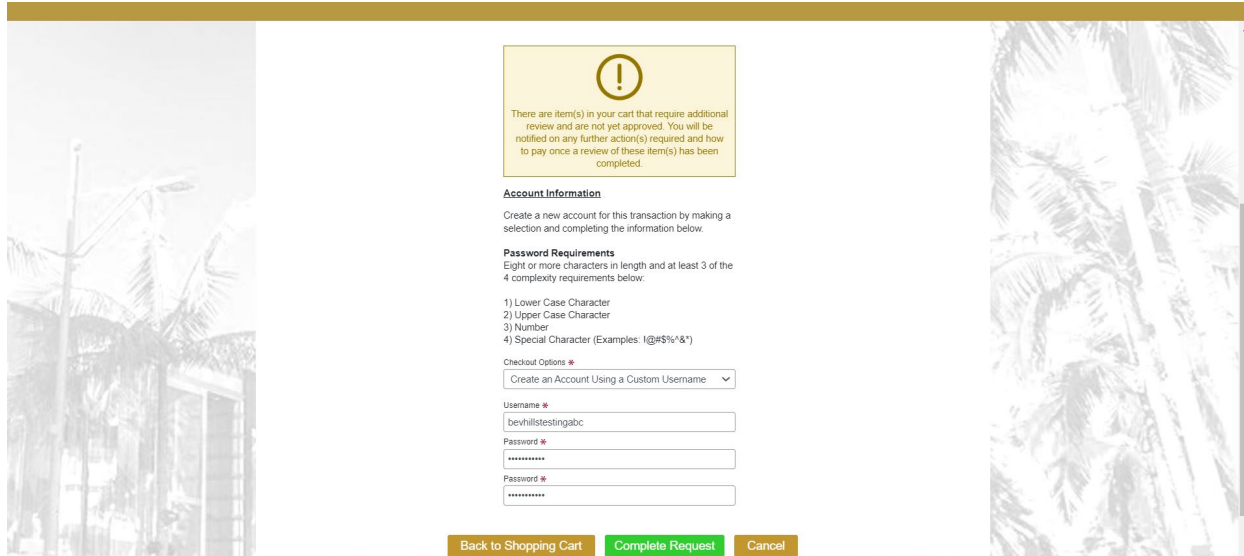 There are item(s) in your cart that require additional
review and are not yet approved. You will be
notified on any further action(s) required and how
to pay once a review of these item(s) has been
completed.
Account Information
Create a new account for this transaction by making a
selection and completing the information below.
Password Requirements
Eight or more characters in length and at least 3 of the
4 complexity requirements below:
1) Lower Case Character
2) Upper Case Character
3) Number
4) Special Character (Examples: !@#$%^&*)
Checkout Options *
Create an Account Using a Custom Username
Username *
bevhillstestingabc
Password *
•••••••••••
Password *
•••••••••••
Back to Shopping Cart Complete Request Cancel